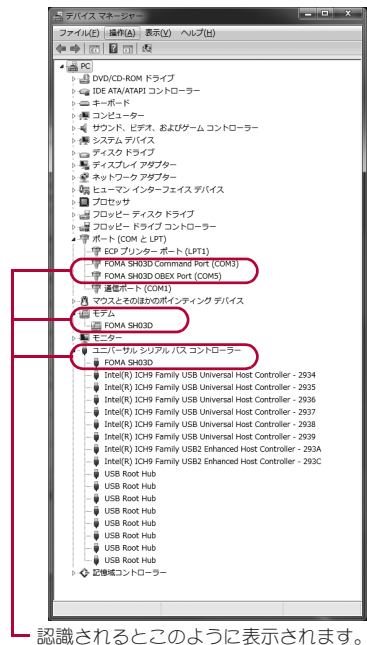 デバイス マネージャー
ファイル(F) 操作(A) 表示(V) ヘルプ(H)
PC
DVD/CD-ROM ドライブ
IDE ATA/ATAPI コントローラー
キーボード
コンピューター
サウンド、ビデオ、およびゲーム コントローラー
システム デバイス
ディスク ドライブ
ディスプレイ アダプター
ネットワーク アダプター
ヒューマン インターフェイス デバイス
プロセッサ
フロッピー ディスク ドライブ
フロッピー ドライブ コントローラー
ポート (COM と LPT)
ECP プリンター ポート (LPT1)
FOMA SH03D Command Port (COM3)
FOMA SH03D OBEX Port (COM5)
通信ポート (COM1)
マウスとそのほかのポインティング デバイス
モデム
FOMA SH03D
モニター
ユニバーサル シリアル バス コントローラー
FOMA SH03D
Intel(R) ICH9 Family USB Universal Host Controller - 2934
Intel(R) ICH9 Family USB Universal Host Controller - 2935
Intel(R) ICH9 Family USB Universal Host Controller - 2936
Intel(R) ICH9 Family USB Universal Host Controller - 2937
Intel(R) ICH9 Family USB Universal Host Controller - 2938
Intel(R) ICH9 Family USB Universal Host Controller - 2939
Intel(R) ICH9 Family USB2 Enhanced Host Controller - 293A
Intel(R) ICH9 Family USB2 Enhanced Host Controller - 293C
USB Root Hub
USB Root Hub
USB Root Hub
USB Root Hub
USB Root Hub
USB Root Hub
USB Root Hub
USB Root Hub
記憶域コントローラー
認識されるとこのように表示されます。